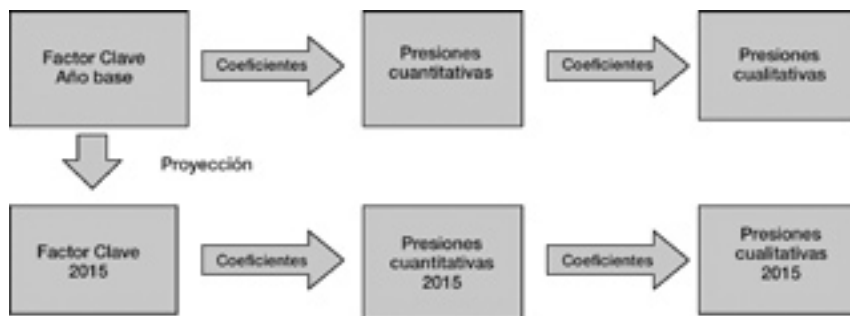 Factor Clave
Año base
Coeficientes
Presiones
cuantitativas
Coeficientes
Presiones
cualitativas
Proyección
Factor Clave
2015
Coeficientes
Presiones
cuantitativas
2015
Coeficientes
Presiones
cualitativas
2015